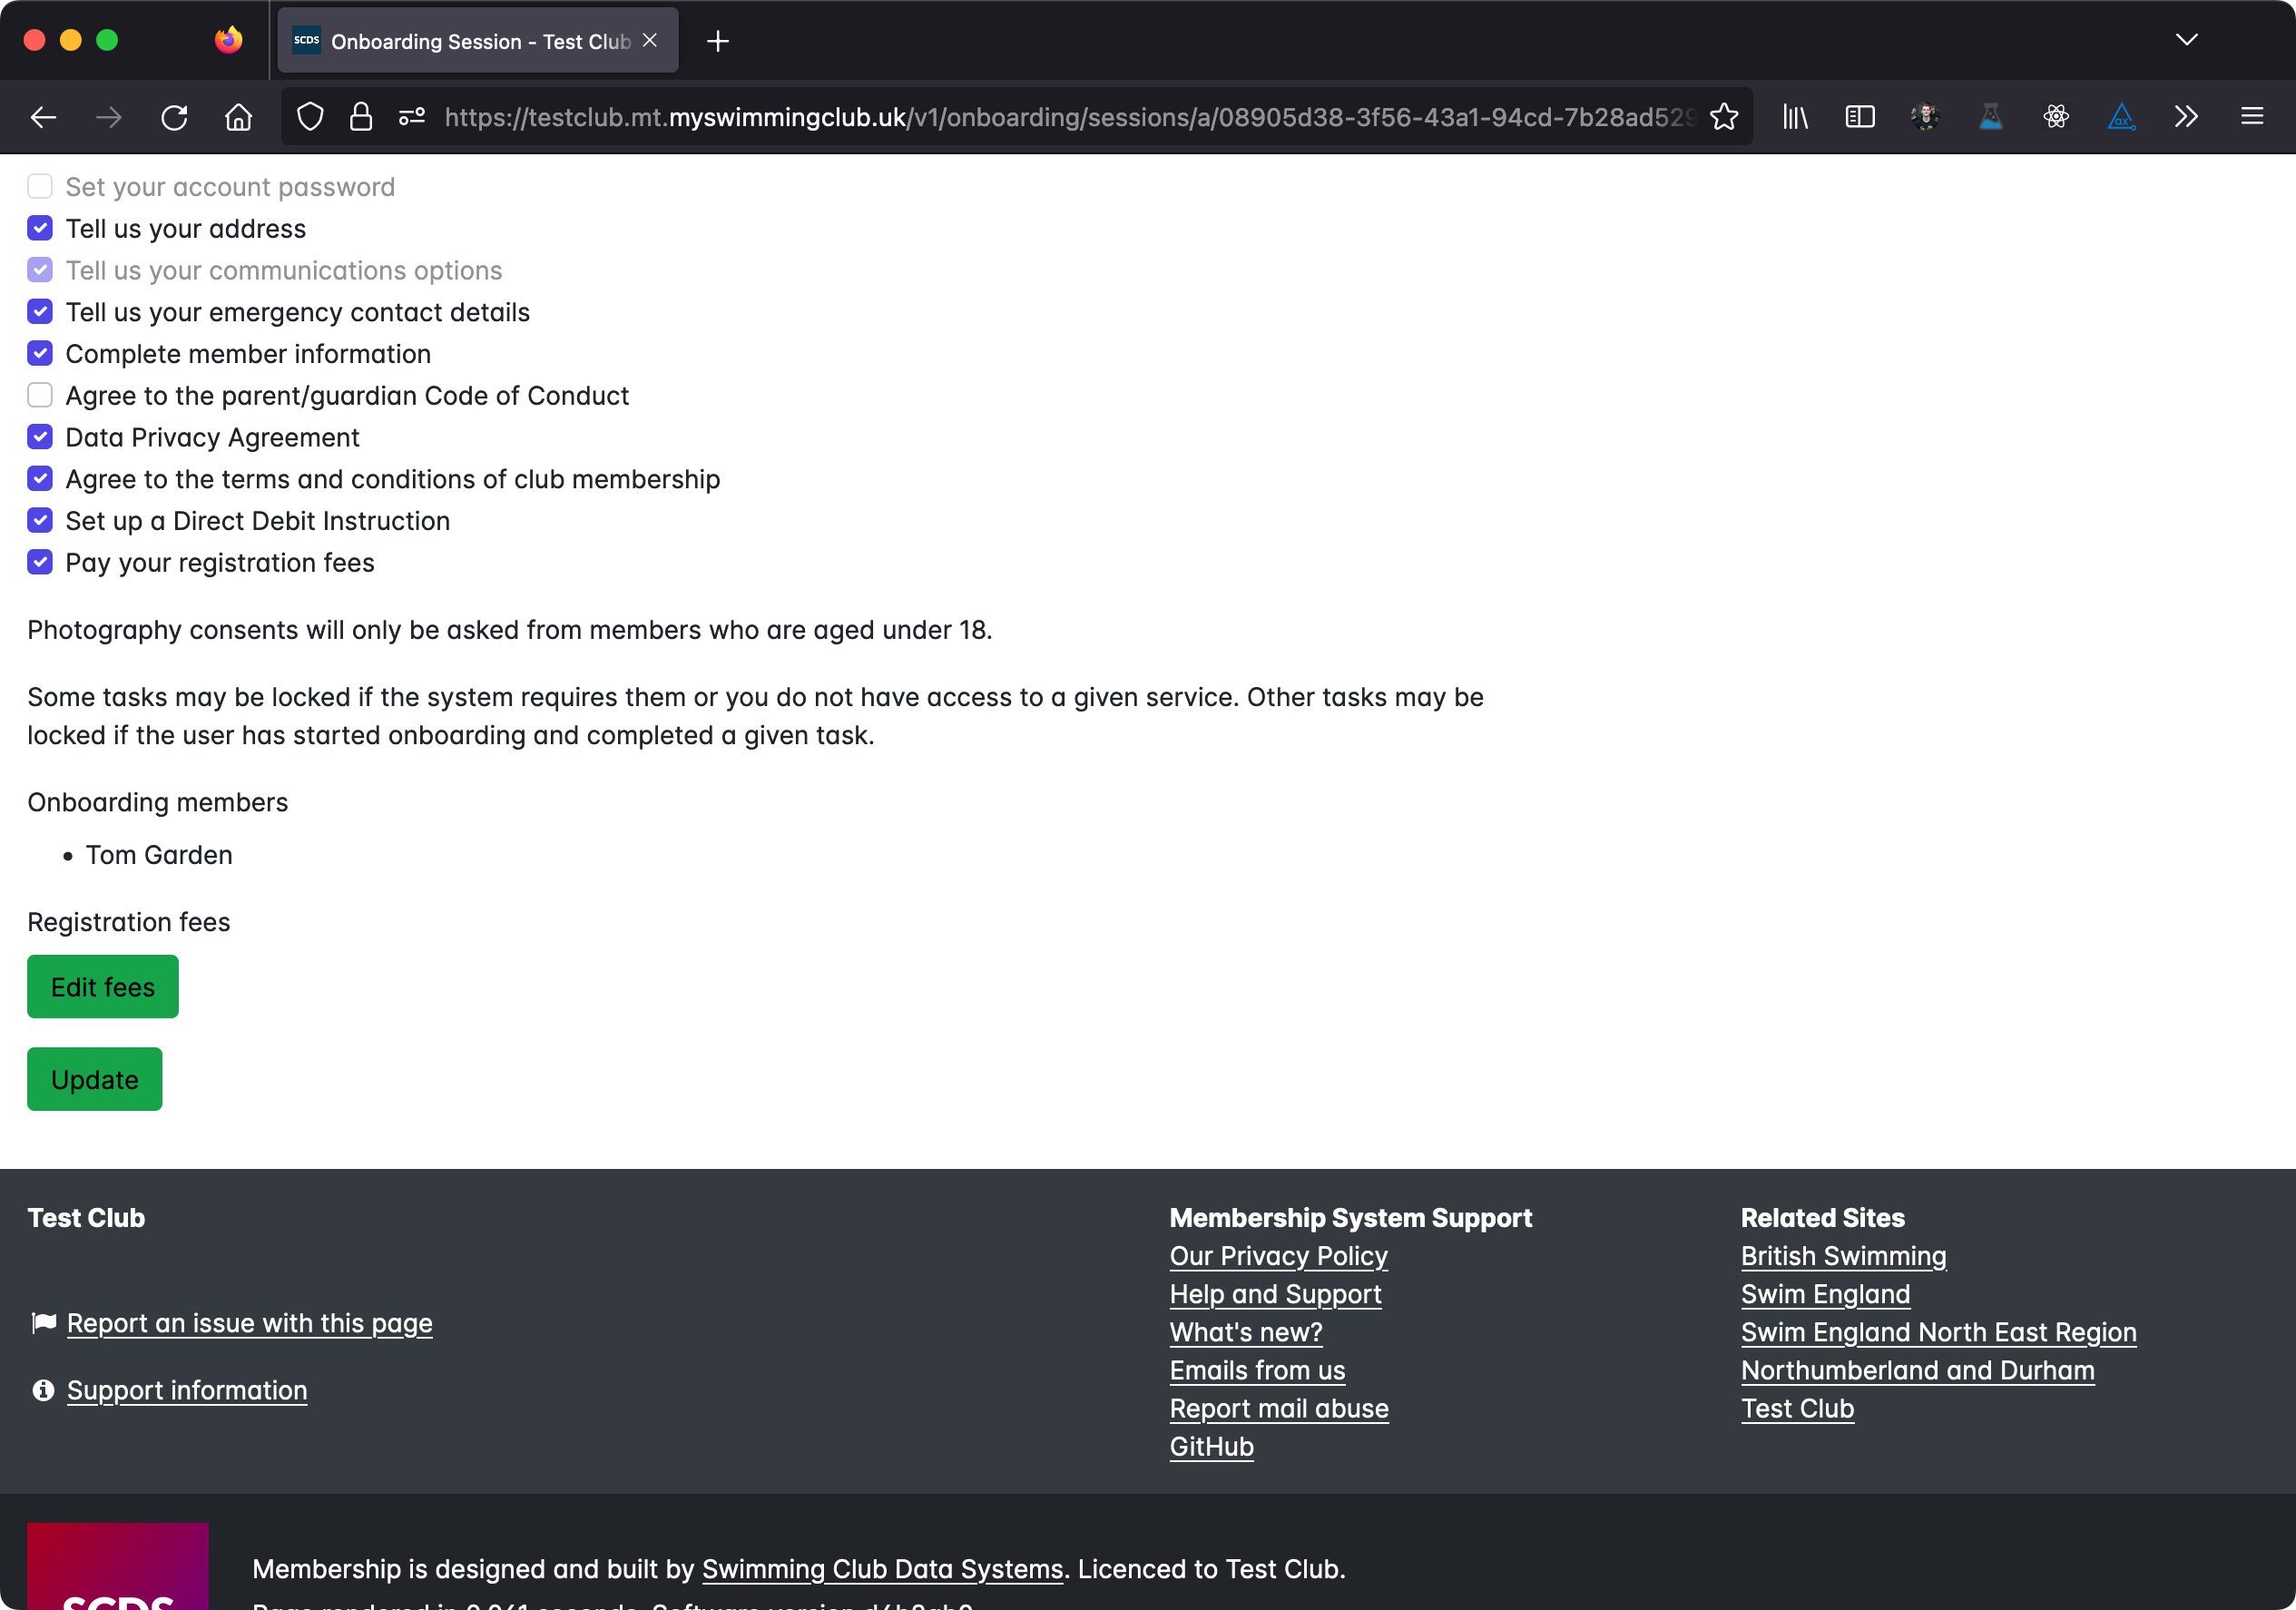 SCDS Onboarding Session - Test Club
https://testclub.mt.myswimmingclub.uk/v1/onboarding/sessions/a/08905d38-3f56-43a1-94cd-7b28ad529
Set your account password
Tell us your address
Tell us your communications options
Tell us your emergency contact details
Complete member information
Agree to the parent/guardian Code of Conduct
Data Privacy Agreement
Agree to the terms and conditions of club membership
Set up a Direct Debit Instruction
Pay your registration fees
Photography consents will only be asked from members who are aged under 18.
Some tasks may be locked if the system requires them or you do not have access to a given service. Other tasks may be
locked if the user has started onboarding and completed a given task.
Onboarding members
• Tom Garden
Registration fees
Edit fees
Update
Test Club
Report an issue with this page
Support information
Membership System Support
Our Privacy Policy
Help and Support
What's new?
Emails from us
Report mail abuse
GitHub
Related Sites
British Swimming
Swim England
Swim England North East Region
Northumberland and Durham
Test Club
SCDS
Membership is designed and built by Swimming Club Data Systems. Licenced to Test Club.
Page rendered in seconds. Software version